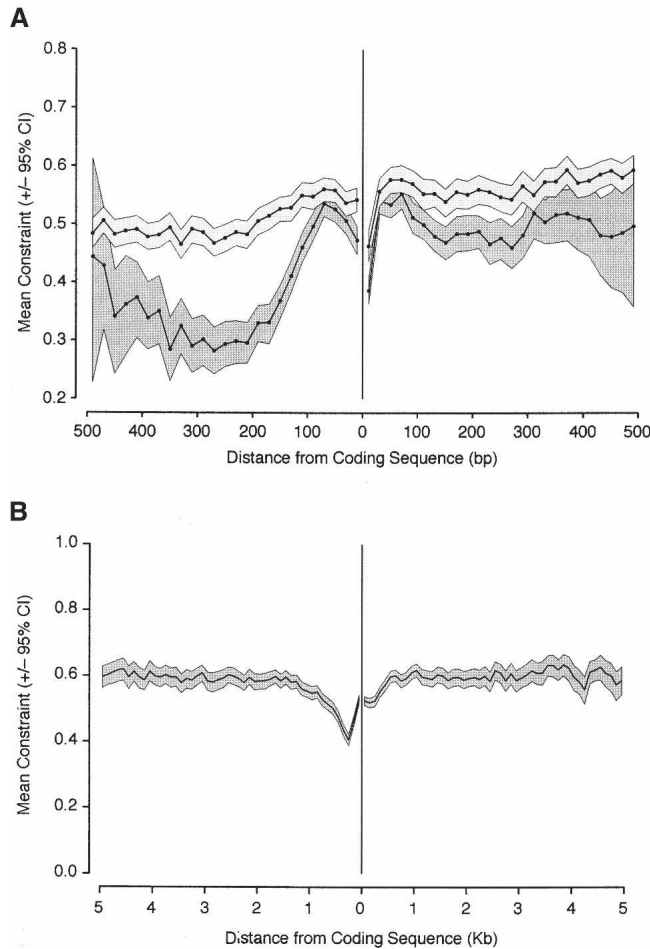 A
0.8
0.7
0.6
0.5
0.4
0.3
0.2
Mean Constraint (+/– 95% CI)
500 400 300 200 100 0 100 200 300 400 500
Distance from Coding Sequence (bp)
B
1.0
0.8
0.6
0.4
0.2
0.0
Mean Constraint (+/– 95% CI)
5 4 3 2 1 0 1 2 3 4 5
Distance from Coding Sequence (Kb)